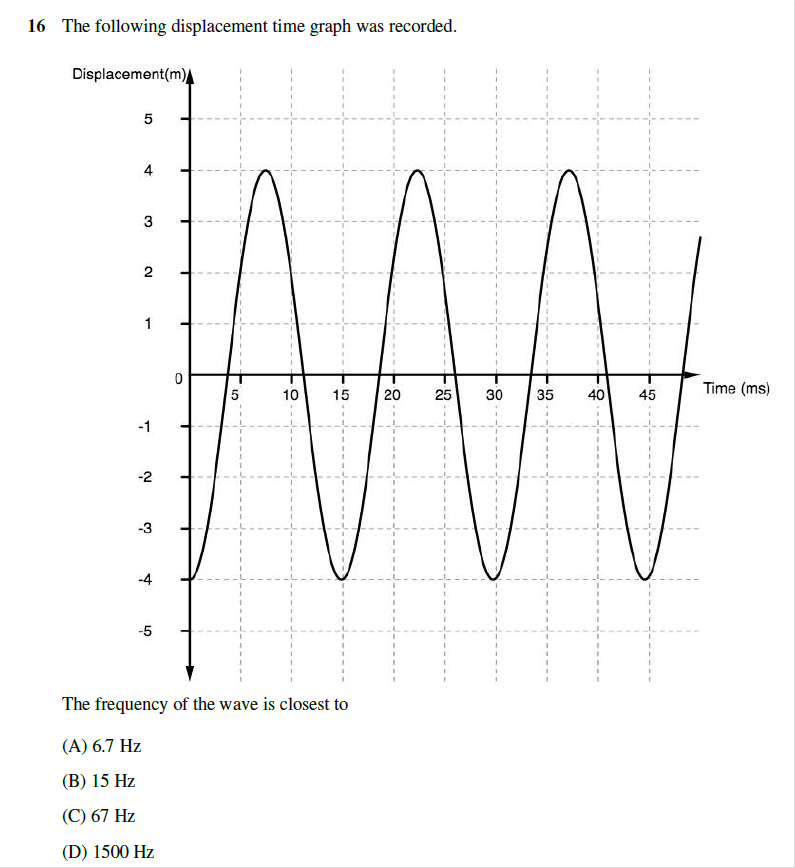 16 The following displacement time graph was recorded.
Displacement(m)
5
4
3
2
1
0
5 10 15 20 25 30 35 40 45 Time (ms)
-1
-2
-3
-4
-5
The frequency of the wave is closest to
(A) 6.7 Hz
(B) 15 Hz
(C) 67 Hz
(D) 1500 Hz